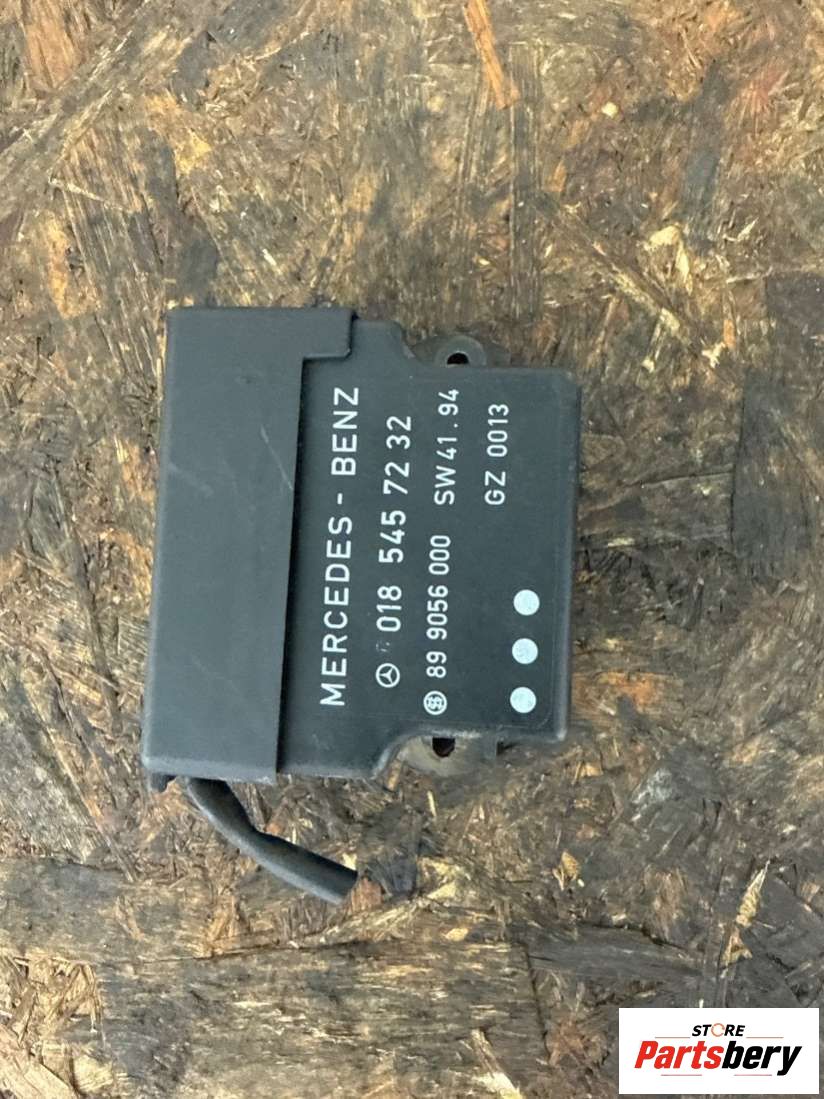 MERCEDES - BENZ
018 545 72 32
89 9056 000 SW 41 . 94
GZ 0013
STORE
Partsbery